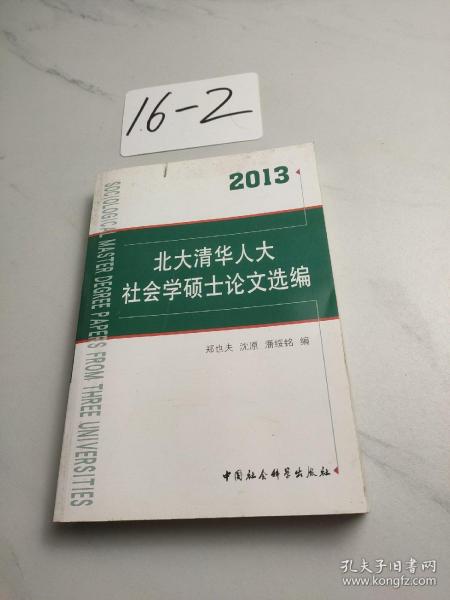 16-2
2013
北大清华人大
社会学硕士论文选编
郑也夫 沈原 潘绥铭 编
SOCIOLOGICAL MASTER DEGREE PAPERS FROM THREE UNIVERSITIES
中国社会科学出版社
孔夫子旧书网
www.kongfz.com